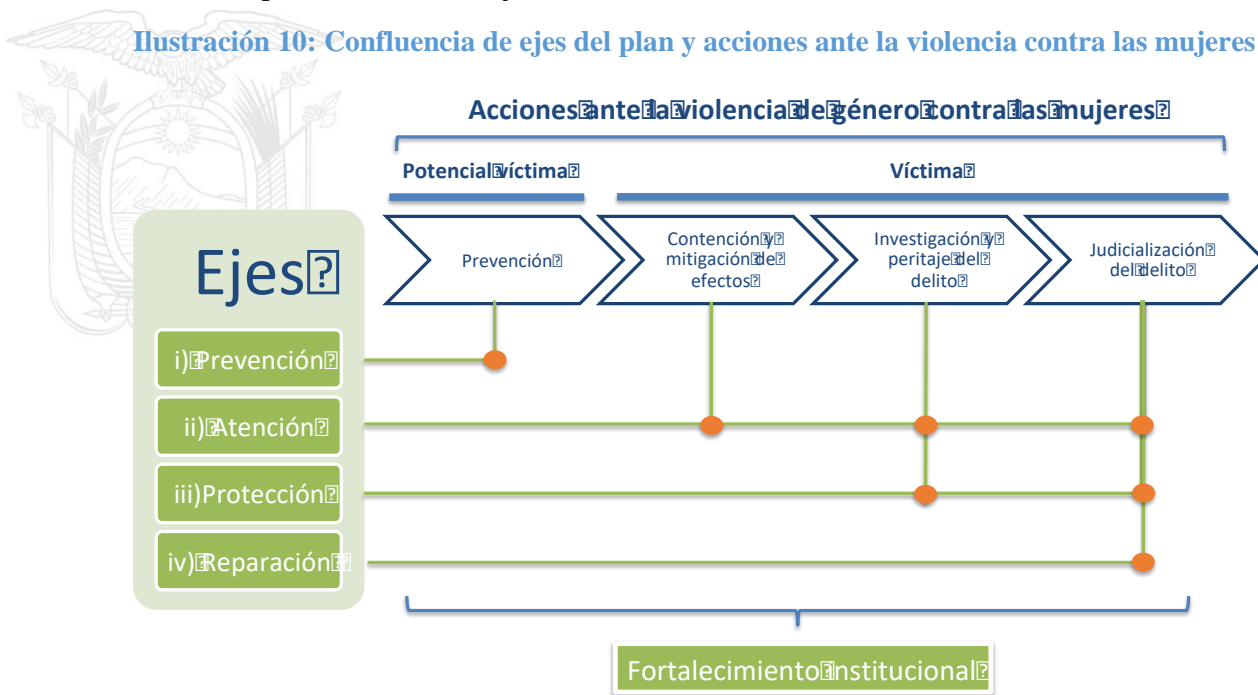 Ilustración 10: Confluencia de ejes del plan y acciones ante la violencia contra las mujeres
Acciones ante la violencia de género contra las mujeres
Potencial víctima
Víctima
Prevención
Contención y
mitigación de
efectos
Investigación y
peritaje del
delito
Judicialización
del delito
Ejes
i) Prevención
ii) Atención
iii) Protección
iv) Reparación
Fortalecimiento institucional